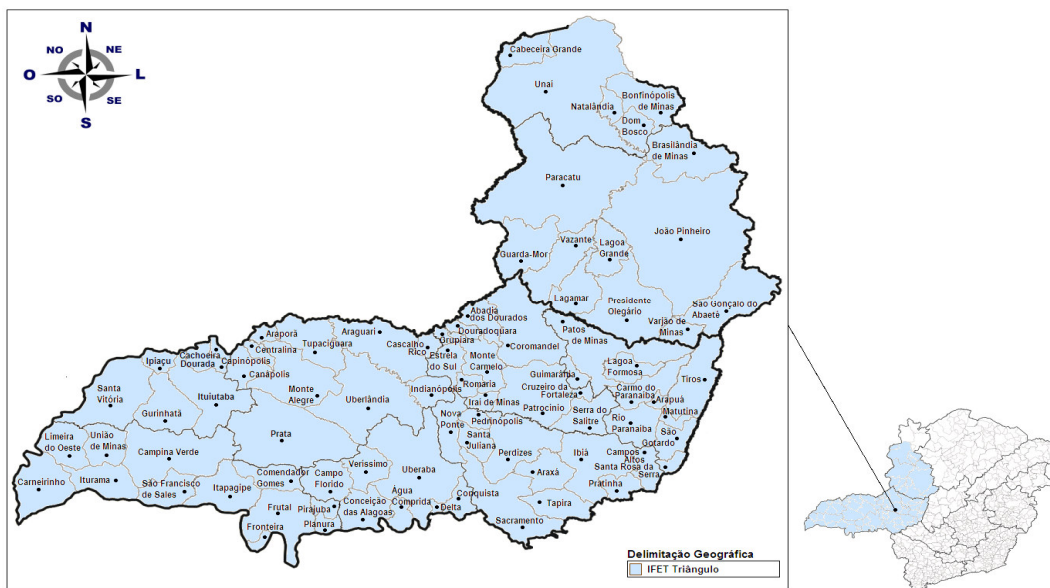 N
NO
NE
O
L
SO
SE
S
Cabeceira Grande
Unaí
Bonfinópolis
de Minas
Natalândia
Dom
Bosco
Brasilândia
de Minas
Paracatu
João Pinheiro
Vazante
Lagoa
Grande
Guarda-Mor
Lagamar
Presidente
Olegário
São Gonçalo do
Abaeté
Varjão de
Minas
Abadia
dos Dourados
Douradoquara
Grupiara
Patos
de Minas
Araporã
Araguari
Cascalho
Rico
Estrela
do Sul
Coromandel
Centralina
Tupaciguara
Cachoeira
Dourada
Capinópolis
Ipiaçu
Canápolis
Monte
Carmelo
Lagoa
Formosa
Guimarânia
Cruzeiro da
Fortaleza
Romaria
Tiros
Carmo do
Paranaíba
Arapuá
Santa
Vitória
Ituiutaba
Monte
Alegre
Indianópolis
Iraí de Minas
Uberlândia
Matutina
Gurinhatã
Nova
Ponte
Pedrinópolis
Patrocínio
Serra do
Salitre
Rio
Paranaíba
São
Gotardo
Limeira
do Oeste
União
de Minas
Prata
Santa
Juliana
Campina Verde
Perdizes
Ibiá
Campos
Altos
Santa Rosa da
Serra
Carneirinho
Iturama
São Francisco
de Sales
Itapagipe
Comendador
Gomes
Campo
Florido
Veríssimo
Uberaba
Araxá
Pratinha
Frutal
Pirajuba
Conceição
das Alagoas
Água
Comprida
Delta
Conquista
Tapira
Fronteira
Planura
Sacramento
Delimitação Geográfica
IFET Triângulo